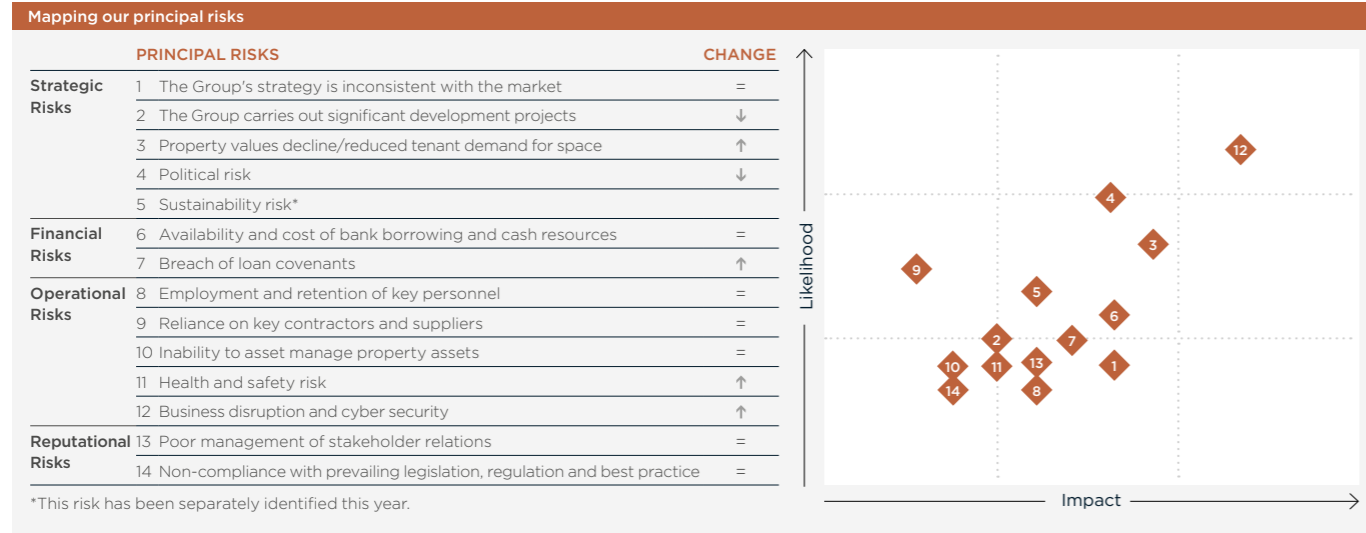 Mapping our principal risks
PRINCIPAL RISKS CHANGE
Strategic Risks
1 The Group's strategy is inconsistent with the market =
2 The Group carries out significant development projects ↓
3 Property values decline/reduced tenant demand for space ↑
4 Political risk ↓
5 Sustainability risk*
Financial Risks
6 Availability and cost of bank borrowing and cash resources =
7 Breach of loan covenants ↑
Operational Risks
8 Employment and retention of key personnel =
9 Reliance on key contractors and suppliers =
10 Inability to asset manage property assets =
11 Health and safety risk ↑
12 Business disruption and cyber security ↑
Reputational Risks
13 Poor management of stakeholder relations =
14 Non-compliance with prevailing legislation, regulation and best practice =
*This risk has been separately identified this year.
Likelihood
12
4
3
9
5
6
2
7
10
11
13
1
14
8
Impact